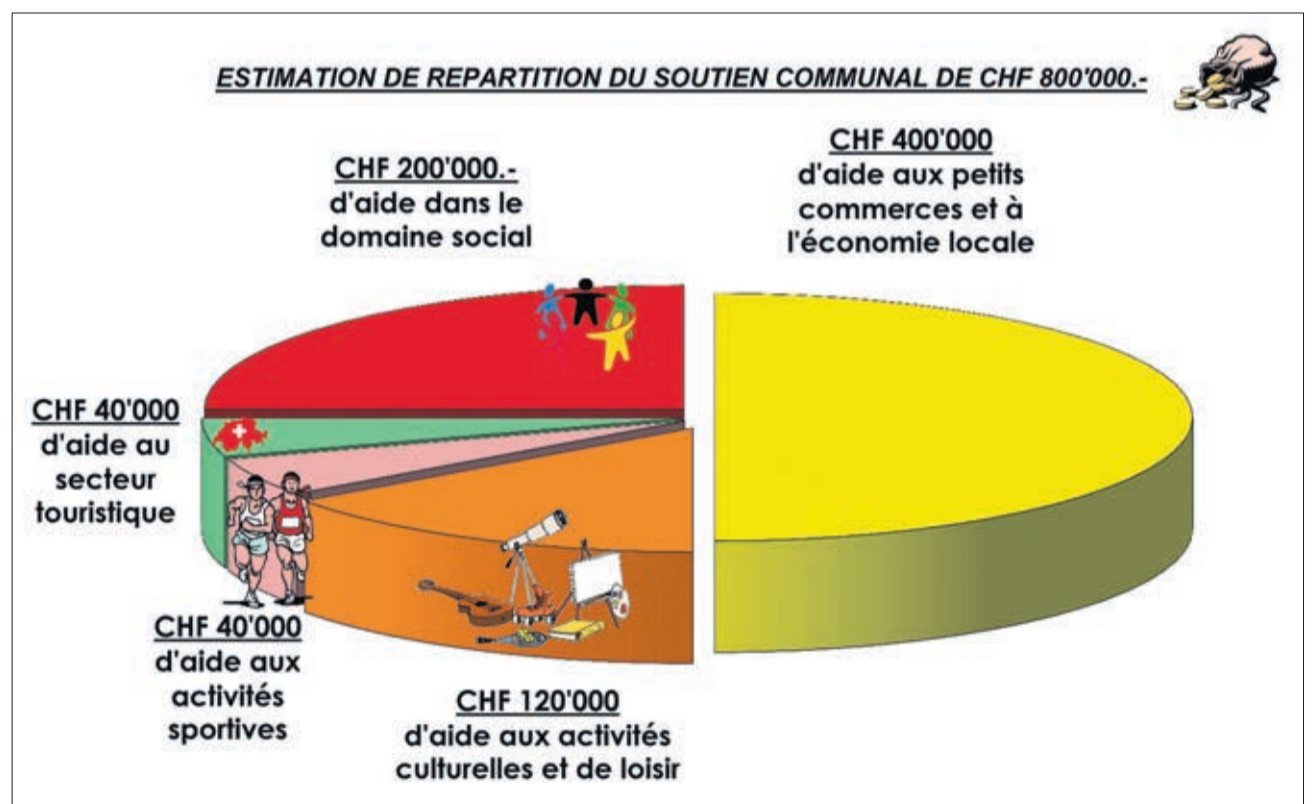 ESTIMATION DE REPARTITION DU SOUTIEN COMMUNAL DE CHF 800'000.-
CHF 200'000.-
d'aide dans le
domaine social
CHF 400'000
d'aide aux petits
commerces et à
l'économie locale
CHF 40'000
d'aide au
secteur
touristique
CHF 40'000
d'aide aux
activités
sportives
CHF 120'000
d'aide aux activités
culturelles et de loisir